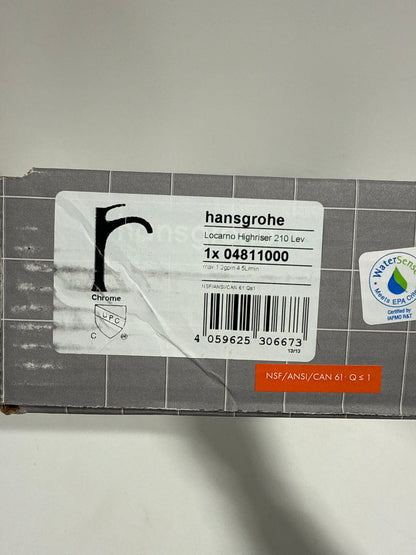 hansgrohe
Locarno Highriser 210 Lev
1x 04811000
max 1.2gpm 4.5L/min
NSF/ANSI/CAN 61 Q≤1
Chrome
UPC
C
4 059625 306673
13/13
NSF/ANSI/CAN 61 · Q ≤ 1
WaterSense
Meets EPA Crite
Certified by
IAPMO R&T